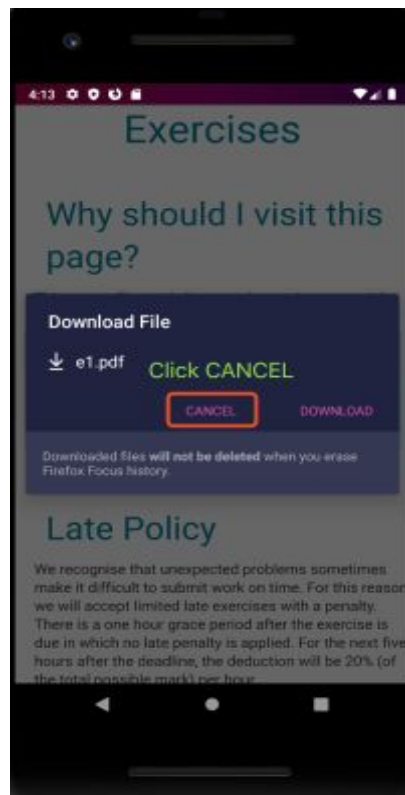 4:13
Exercises
Why should I visit this
page?
Download File
e1.pdf
Click CANCEL
CANCEL
DOWNLOAD
Downloaded files will not be deleted when you erase
Firefox Focus history.
Late Policy
We recognise that unexpected problems sometimes
make it difficult to submit work on time. For this reason
we will accept limited late exercises with a penalty.
There is a one hour grace period after the exercise is
due in which no late penalty is applied. For the next five
hours after the deadline, the deduction will be 20% (of
the total possible mark) per hour